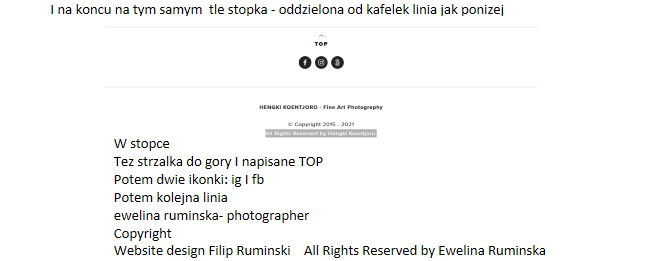 I na koncu na tym samym tle stopka - oddzielona od kafelek linia jak ponizej
TOP
HENGKI KOENTJORO - Fine Art Photography
© Copyright 2015 - 2021
All Rights Reserved by Hengki Koentjoro
W stopce
Tez strzalka do gory I napisane TOP
Potem dwie ikonki: ig I fb
Potem kolejna linia
ewelina ruminska- photographer
Copyright
Website design Filip Ruminski All Rights Reserved by Ewelina Ruminska